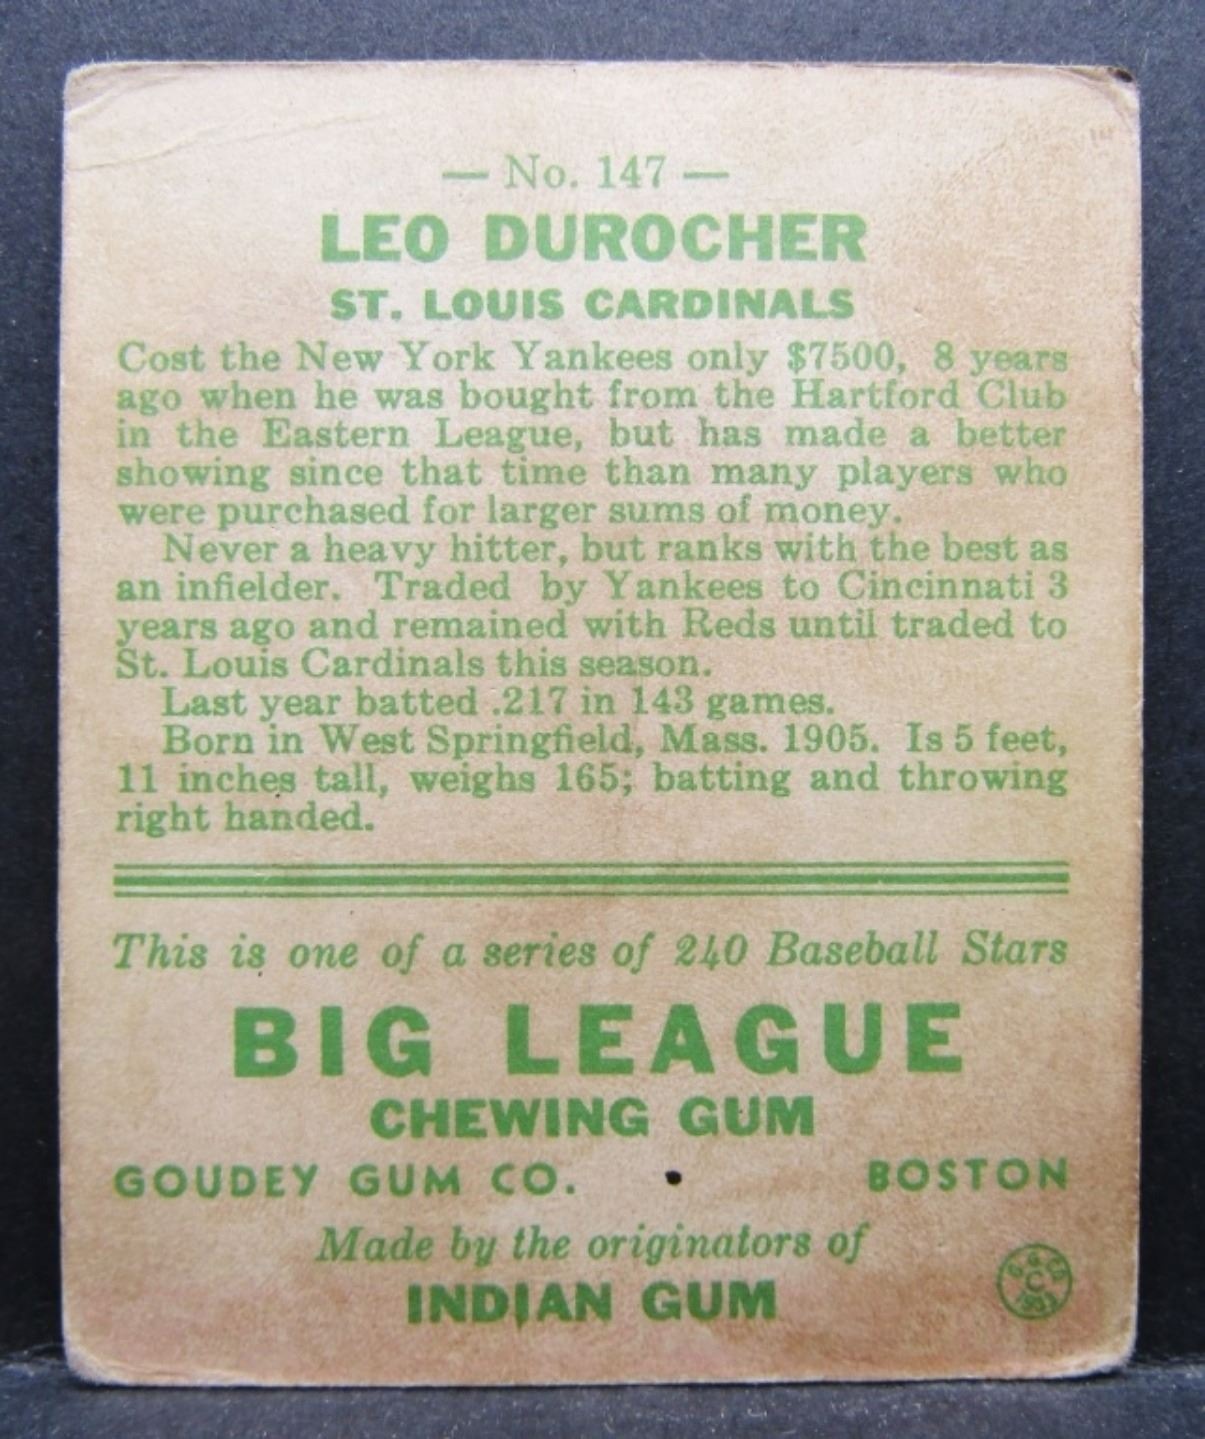 — No. 147 —
LEO DUROCHER
ST. LOUIS CARDINALS
Cost the New York Yankees only $7500, 8 years
ago when he was bought from the Hartford Club
in the Eastern League, but has made a better
showing since that time than many players who
were purchased for larger sums of money.
Never a heavy hitter, but ranks with the best as
an infielder. Traded by Yankees to Cincinnati 3
years ago and remained with Reds until traded to
St. Louis Cardinals this season.
Last year batted .217 in 143 games.
Born in West Springfield, Mass. 1905. Is 5 feet,
11 inches tall, weighs 165; batting and throwing
right handed.
This is one of a series of 240 Baseball Stars
BIG LEAGUE
CHEWING GUM
GOUDEY GUM CO. BOSTON
Made by the originators of
INDIAN GUM